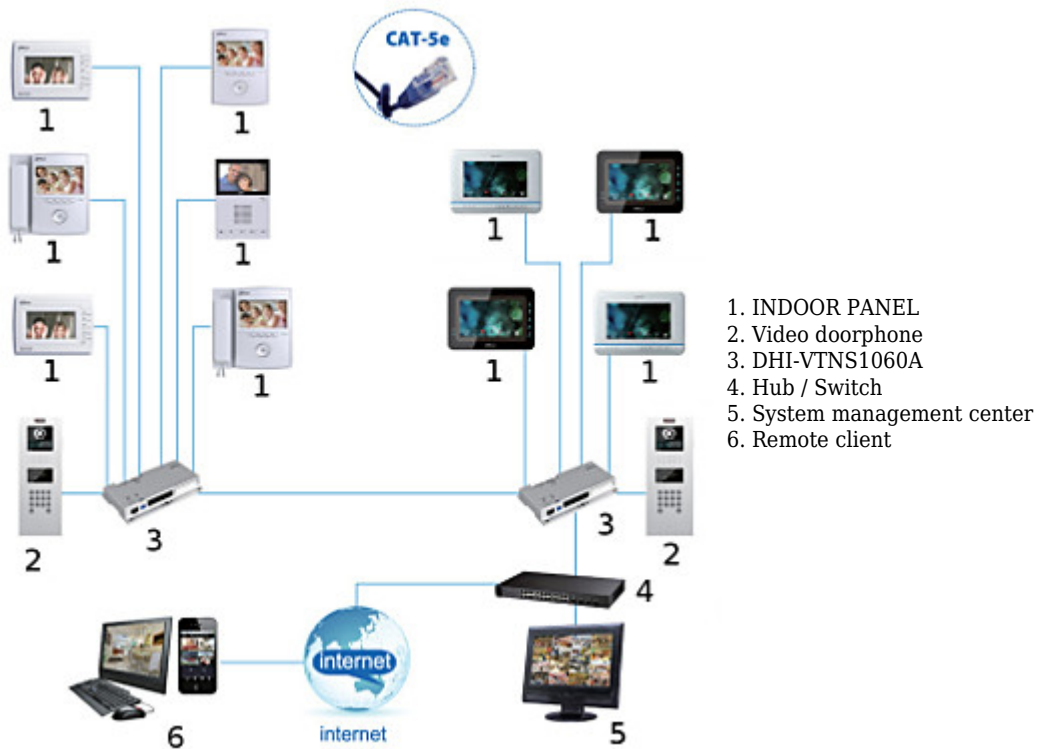 CAT-5e
1
1
1
1
1
1
1
1
1
1
1. INDOOR PANEL
2. Video doorphone
3. DHI-VTNS1060A
4. Hub / Switch
5. System management center
6. Remote client
2
3
3
2
4
internet
internet
6
5